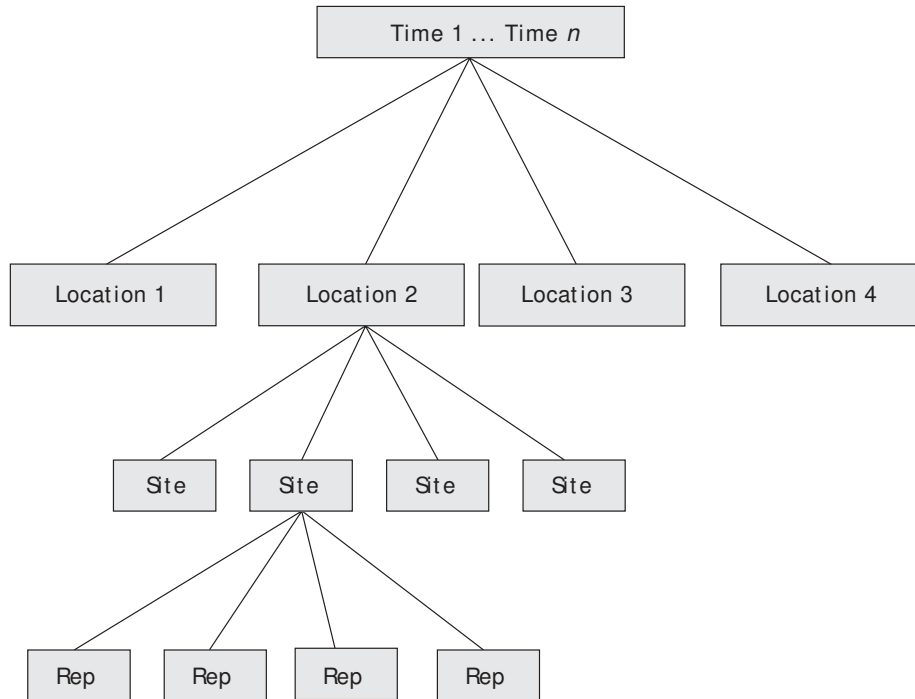 Time 1 ... Time n
Location 1 Location 2 Location 3 Location 4
Site Site Site Site
Rep Rep Rep Rep